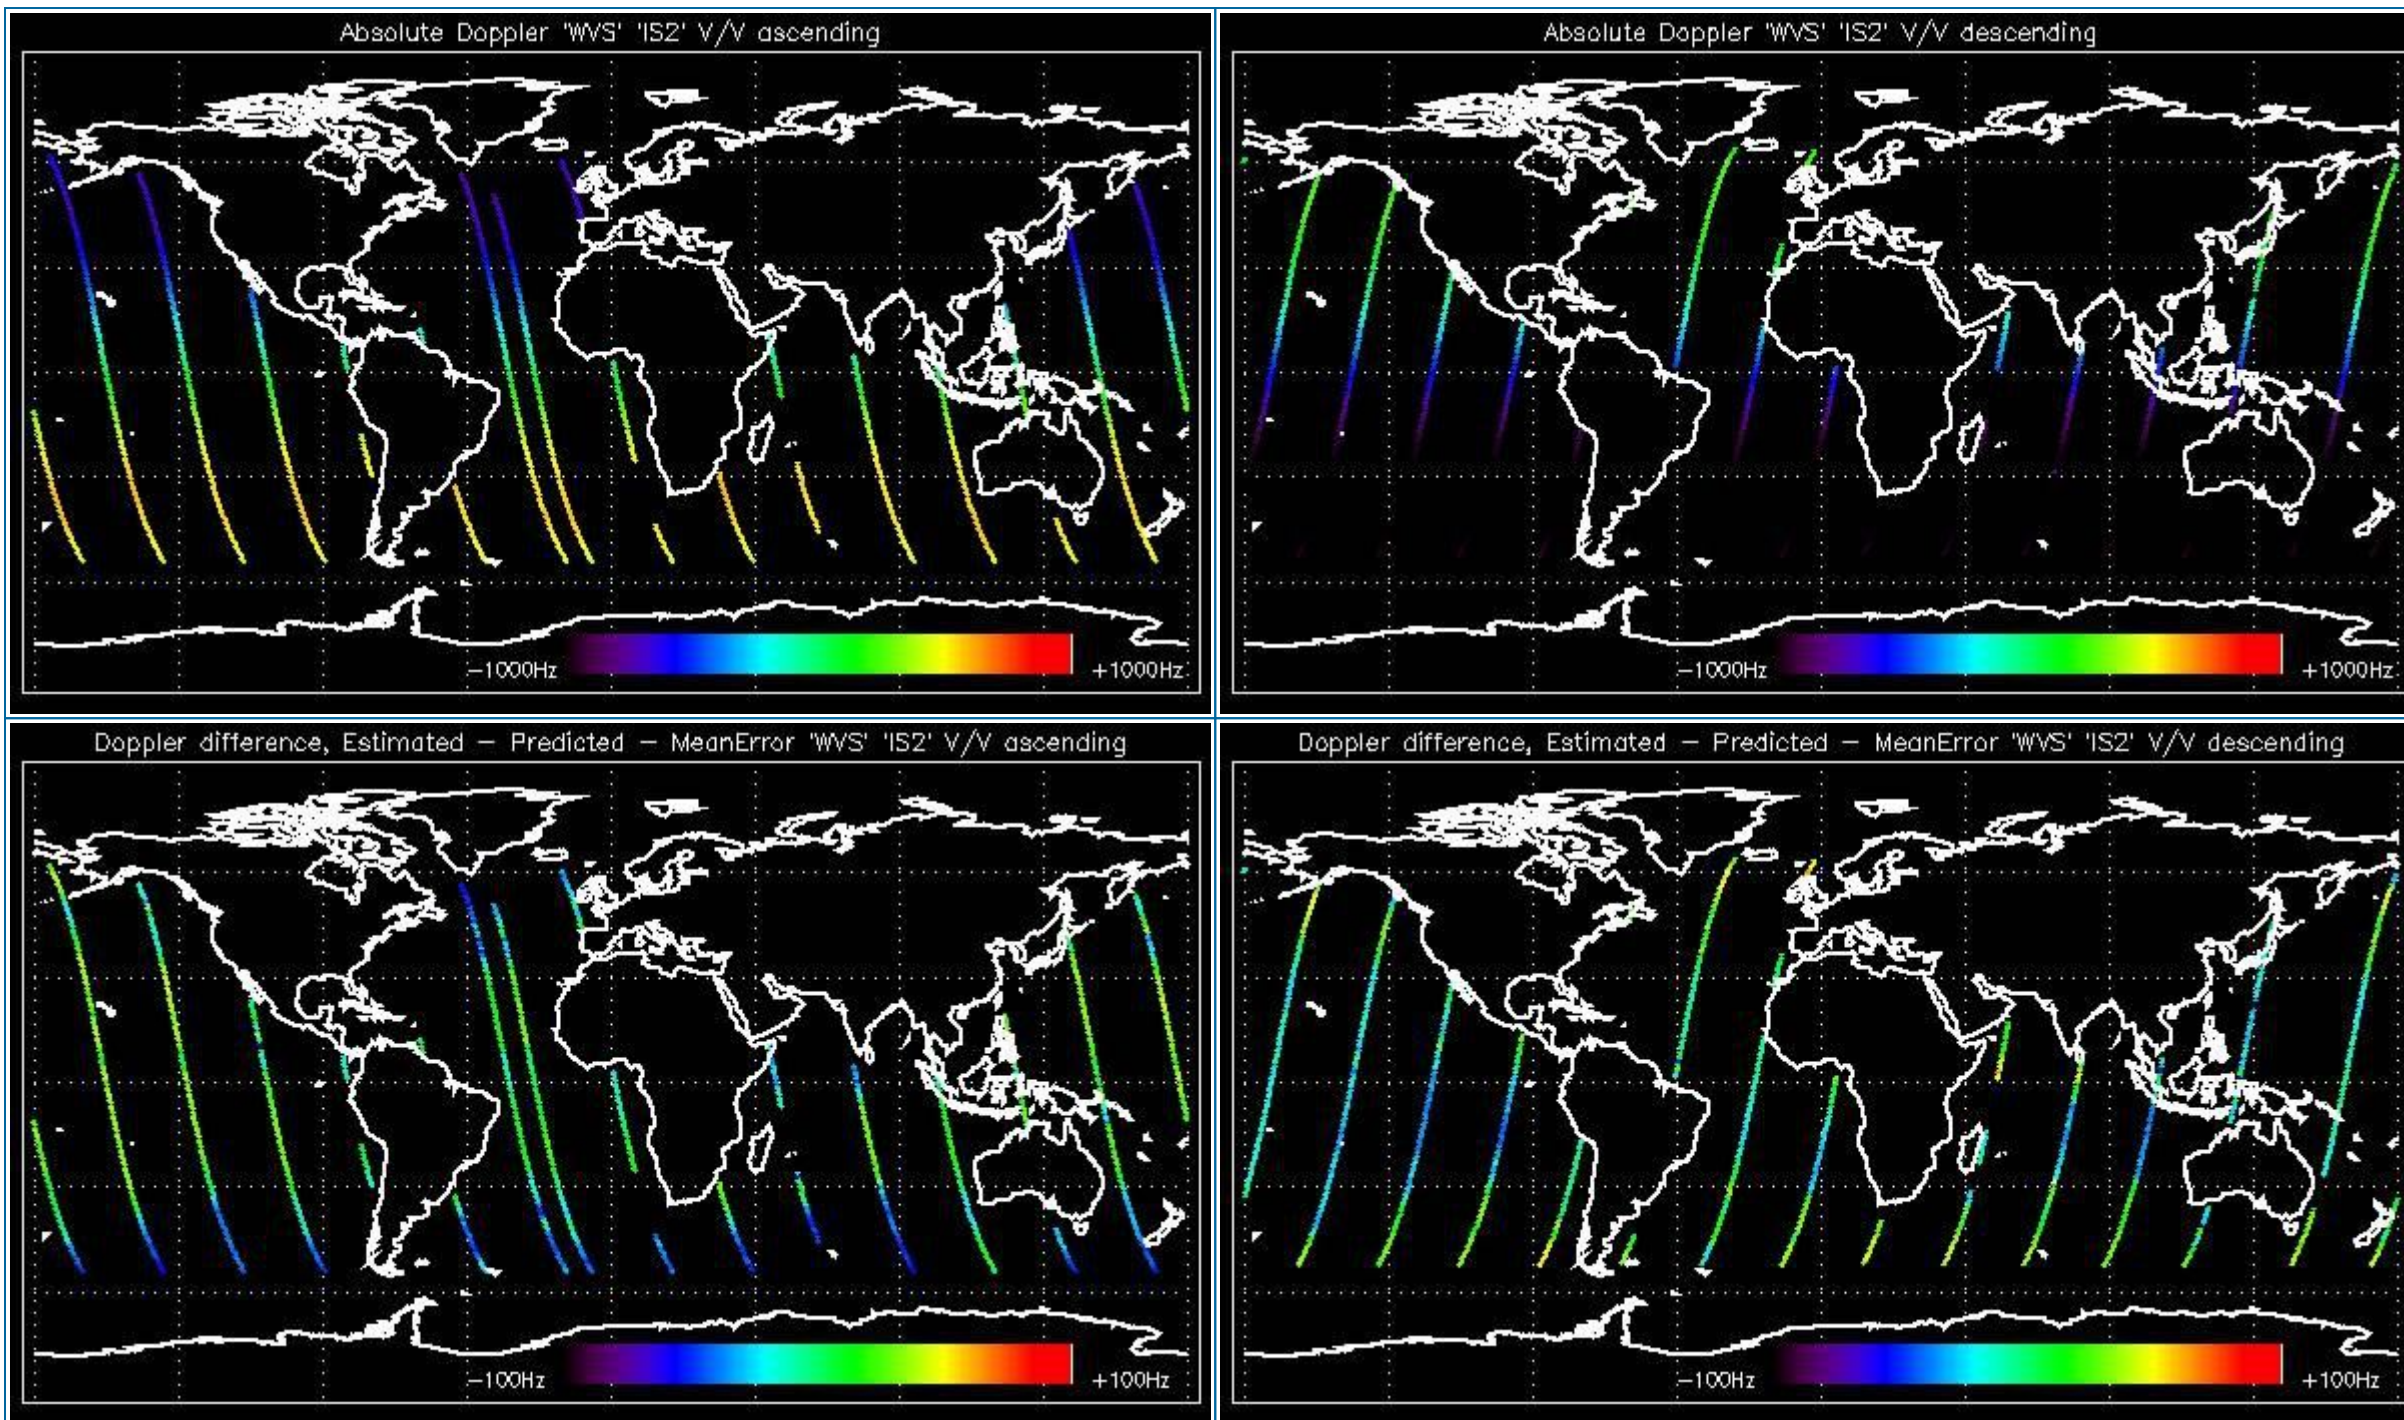 Absolute Doppler 'WVS' 'IS2' V/V ascending
-1000Hz
+1000Hz
Absolute Doppler 'WVS' 'IS2' V/V descending
-1000Hz
+1000Hz
Doppler difference, Estimated - Predicted - MeanError 'WVS' 'IS2' V/V ascending
-100Hz
+100Hz
Doppler difference, Estimated - Predicted - MeanError 'WVS' 'IS2' V/V descending
-100Hz
+100Hz